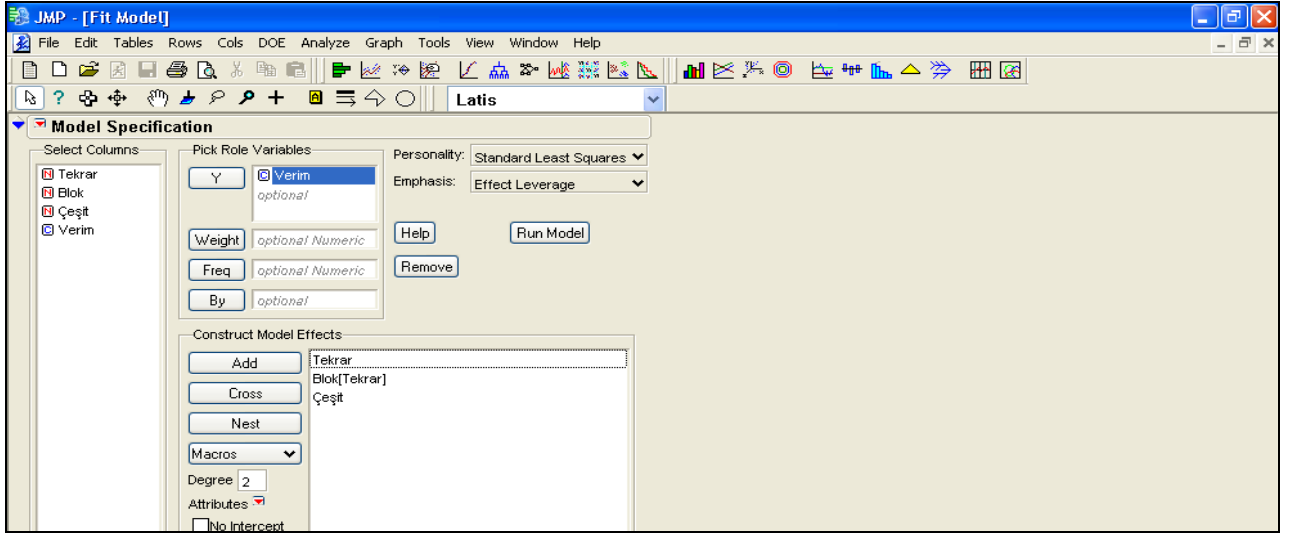 JMP - [Fit Model]
File Edit Tables Rows Cols DOE Analyze Graph Tools View Window Help
Latis
Model Specification
Select Columns
Tekrar
Blok
Çeşit
Verim
Pick Role Variables
Y Verim
optional
Weight optional Numeric
Freq optional Numeric
By optional
Personality: Standard Least Squares
Emphasis: Effect Leverage
Help Run Model
Remove
Construct Model Effects
Add
Cross
Nest
Macros
Degree 2
Attributes
No Intercept
Tekrar
Blok[Tekrar]
Çeşit